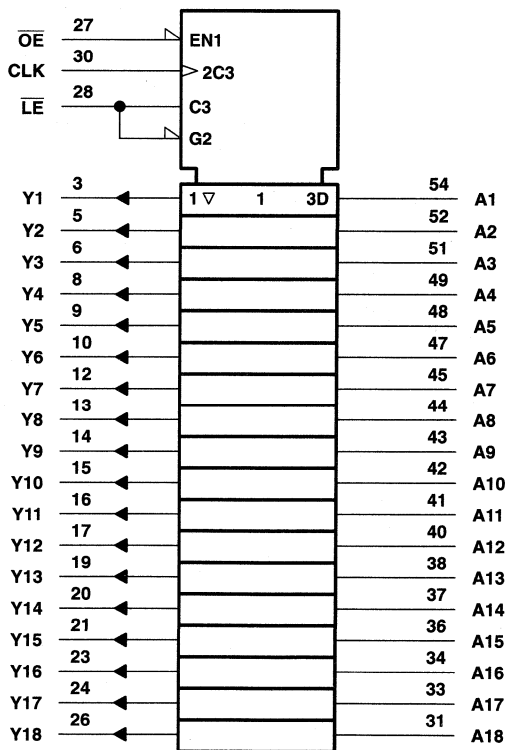 O̅E̅ 27 EN1
CLK 30 2C3
L̅E̅ 28 C3
G2
Y1 3 1 ▽ 1 3D 54 A1
Y2 5 52 A2
Y3 6 51 A3
Y4 8 49 A4
Y5 9 48 A5
Y6 10 47 A6
Y7 12 45 A7
Y8 13 44 A8
Y9 14 43 A9
Y10 15 42 A10
Y11 16 41 A11
Y12 17 40 A12
Y13 19 38 A13
Y14 20 37 A14
Y15 21 36 A15
Y16 23 34 A16
Y17 24 33 A17
Y18 26 31 A18